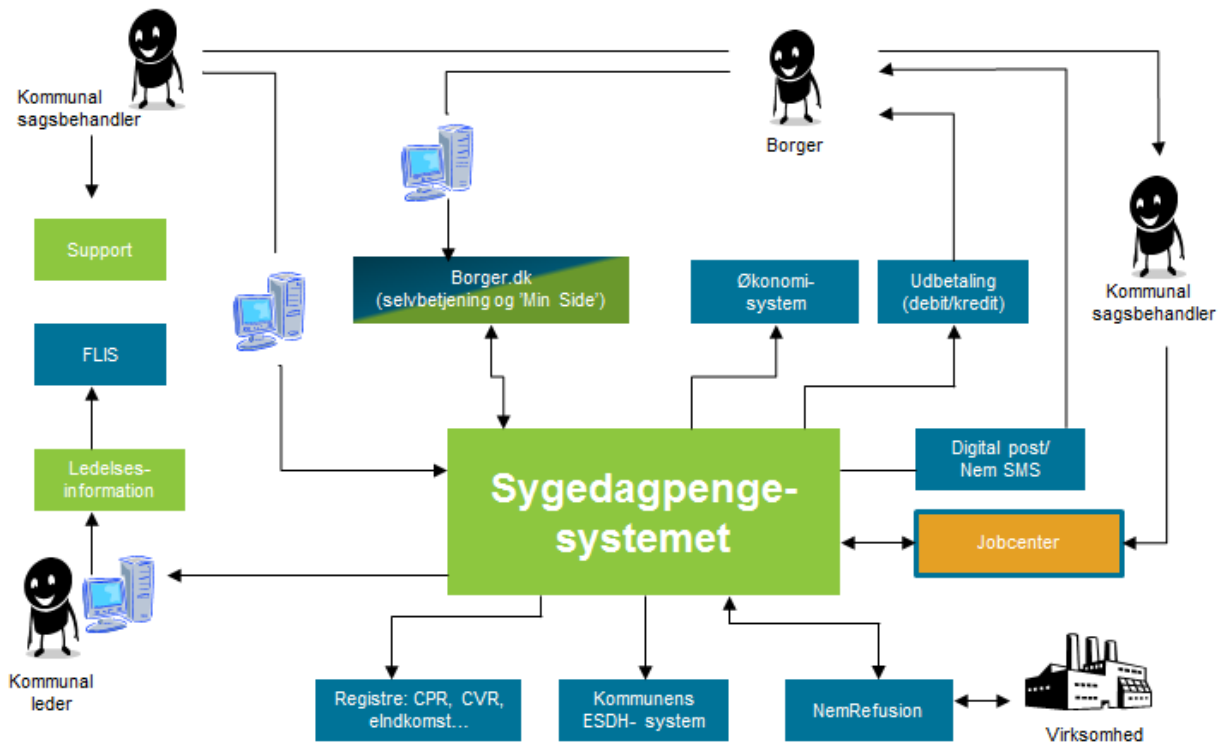 Kommunal
sagsbehandler
Borger
Support
Borger.dk
(selvbetjening og 'Min Side')
Økonomi-
system
Udbetaling
(debit/kredit)
Kommunal
sagsbehandler
FLIS
Ledelses-
information
Sygedagpenge-
systemet
Digital post/
Nem SMS
Jobcenter
Kommunal
leder
Registre: CPR, CVR,
eIndkomst...
Kommunens
ESDH- system
NemRefusion
Virksomhed